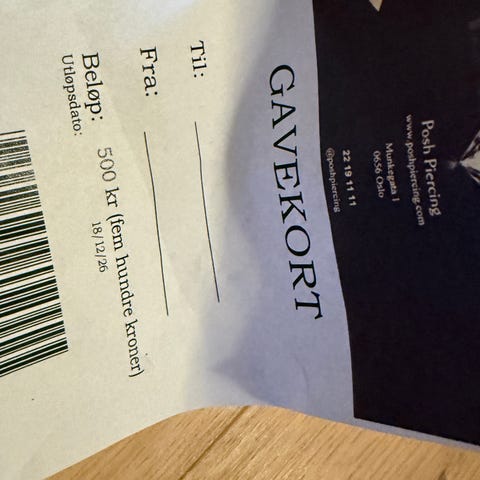 Posh Piercing
www.poshpiercing.com
Munkegata 1
0656 Oslo
22 19 11 11
@poshpiercing
GAVEKORT
Til:
Fra:
Beløp: 500 kr (fem hundre kroner)
Utløpsdato: 18/12/26